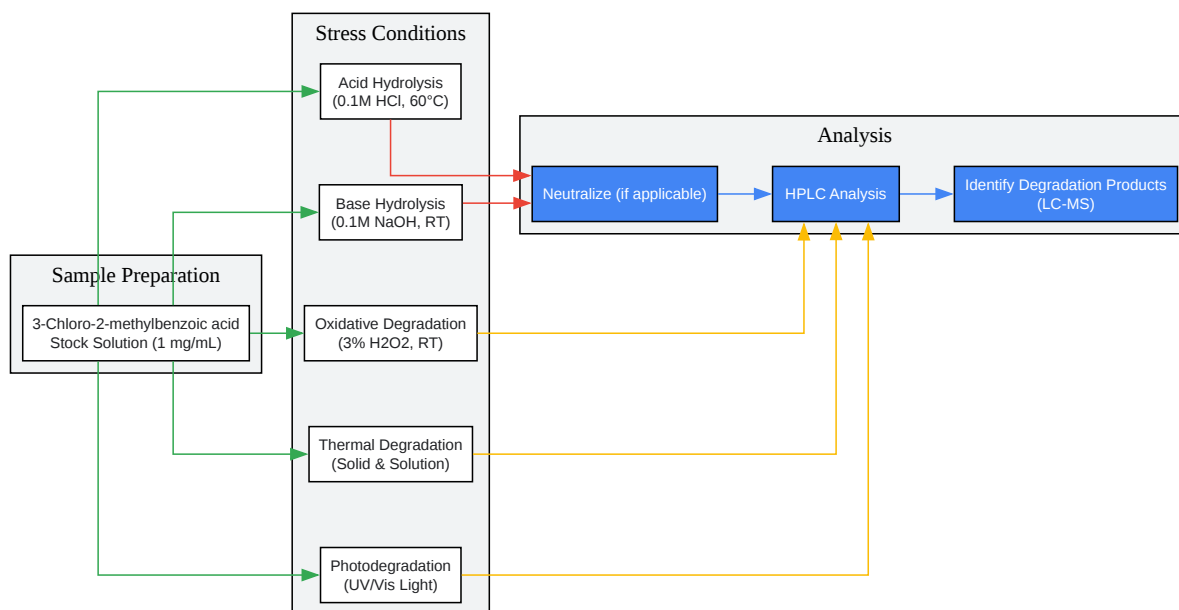 Stress Conditions
Acid Hydrolysis
(0.1M HCl, 60°C)
Base Hydrolysis
(0.1M NaOH, RT)
Oxidative Degradation
(3% H2O2, RT)
Thermal Degradation
(Solid & Solution)
Photodegradation
(UV/Vis Light)
Sample Preparation
3-Chloro-2-methylbenzoic acid
Stock Solution (1 mg/mL)
Analysis
Neutralize (if applicable)
HPLC Analysis
Identify Degradation Products
(LC-MS)